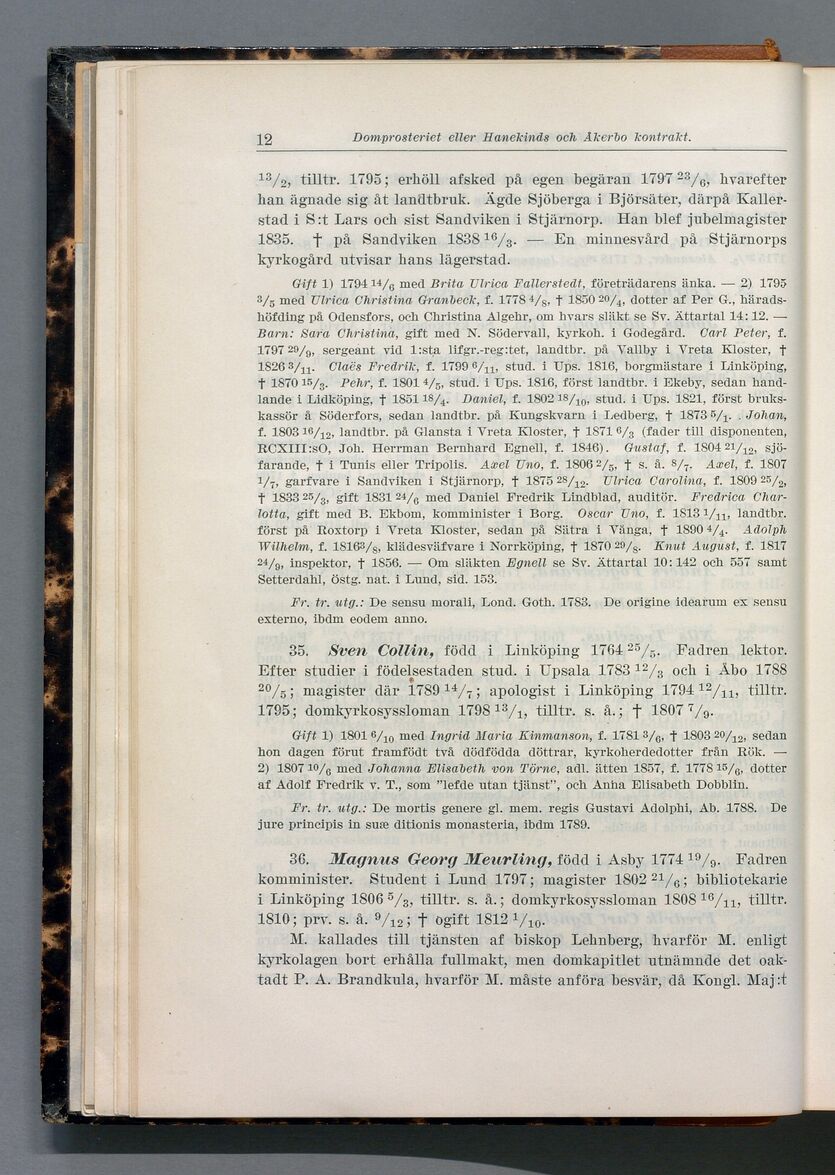 12 Domprosteriet eller Hanekinds och Åkerbo kontrakt.
13/2, tilltr. 1795; erhöll afsked på egen begäran 1797 23/6, hvarefter
han ägnade sig åt landtbruk. Ägde Sjöberga i Björsäter, därpå Kaller-
stad i S:t Lars och sist Sandviken i Stjärnorp. Han blef jubelmagister
1835. † på Sandviken 1838 16/3. — En minnesvård på Stjärnorps
kyrkogård utvisar hans lägerstad.
Gift 1) 1794 14/6 med Brita Ulrica Fallerstedt, företrädarens änka. — 2) 1795
3/5 med Ulrica Christina Granbeck, f. 1778 4/8, † 1850 20/4, dotter af Per G., härads-
höfding på Odensfors, och Christina Algehr, om hvars släkt se Sv. Ättartal 14: 12. —
Barn: Sara Christina, gift med N. Södervall, kyrkoh. i Godegård. Carl Peter, f.
1797 29/9, sergeant vid 1:sta lifgr.-reg:tet, landtbr. på Vallby i Vreta Kloster, †
1826 3/11. Claës Fredrik, f. 1799 6/11, stud. i Ups. 1816, borgmästare i Linköping,
† 1870 15/3. Pehr, f. 1801 4/5, stud. i Ups. 1816, först landtbr. i Ekeby, sedan hand-
lande i Lidköping, † 1851 18/4. Daniel, f. 1802 18/10, stud. i Ups. 1821, först bruks-
kassör å Söderfors, sedan landtbr. på Kungskvarn i Ledberg, † 1873 5/1. Johan,
f. 1803 16/12, landtbr. på Glansta i Vreta Kloster, † 1871 6/3 (fader till disponenten,
RCXIII:sO, Joh. Herrman Bernhard Egnell, f. 1846). Gustaf, f. 1804 21/12, sjö-
farande, † i Tunis eller Tripolis. Axel Uno, f. 1806 2/5, † s. å. 8/7. Axel, f. 1807
1/7, garfvare i Sandviken i Stjärnorp, † 1875 28/12. Ulrica Carolina, f. 1809 25/2,
† 1833 25/3, gift 1831 24/6 med Daniel Fredrik Lindblad, auditör. Fredrica Char-
lotta, gift med B. Ekbom, komminister i Borg. Oscar Uno, f. 1813 1/11, landtbr.
först på Roxtorp i Vreta Kloster, sedan på Sätra i Vånga, † 1890 4/4. Adolph
Wilhelm, f. 1816 3/8, klädesväfvare i Norrköping, † 1870 29/8. Knut August, f. 1817
24/9, inspektor, † 1856. — Om släkten Egnell se Sv. Ättartal 10: 142 och 557 samt
Setterdahl, östg. nat. i Lund, sid. 153.
Fr. tr. utg.: De sensu morali, Lond. Goth. 1783. De origine idearum ex sensu
externo, ibdm eodem anno.
35. Sven Collin, född i Linköping 1764 25/5. Fadren lektor.
Efter studier i födelsestaden stud. i Upsala 1783 12/3 och i Åbo 1788
20/5; magister där 1789 14/7; apologist i Linköping 1794 12/11, tilltr.
1795; domkyrkosyssloman 1798 13/1, tilltr. s. å.; † 1807 7/9.
Gift 1) 1801 6/10 med Ingrid Maria Kinmanson, f. 1781 3/6, † 1803 20/12, sedan
hon dagen förut framfödt två dödfödda döttrar, kyrkoherdedotter från Rök. —
2) 1807 10/6 med Johanna Elisabeth von Törne, adl. ätten 1857, f. 1778 15/6, dotter
af Adolf Fredrik v. T., som "lefde utan tjänst", och Anna Elisabeth Dobblin.
Fr. tr. utg.: De mortis genere gl. mem. regis Gustavi Adolphi, Ab. 1788. De
jure principis in suæ ditionis monasteria, ibdm 1789.
36. Magnus Georg Meurling, född i Asby 1774 19/9. Fadren
komminister. Student i Lund 1797; magister 1802 21/6; bibliotekarie
i Linköping 1806 5/3, tilltr. s. å.; domkyrkosyssloman 1808 16/11, tilltr.
1810; prv. s. å. 9/12; † ogift 1812 1/10.
M. kallades till tjänsten af biskop Lehnberg, hvarför M. enligt
kyrkolagen bort erhålla fullmakt, men domkapitlet utnämnde det oak-
tadt P. A. Brandkula, hvarför M. måste anföra besvär, då Kongl. Maj:t